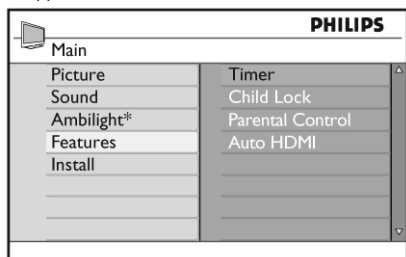 PHILIPS
Main
Picture
Sound
Ambilight*
Features
Install
Timer
Child Lock
Parental Control
Auto HDMI